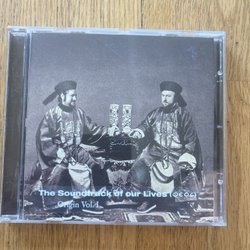 The Soundtrack of our Lives
Origin Vol. 1